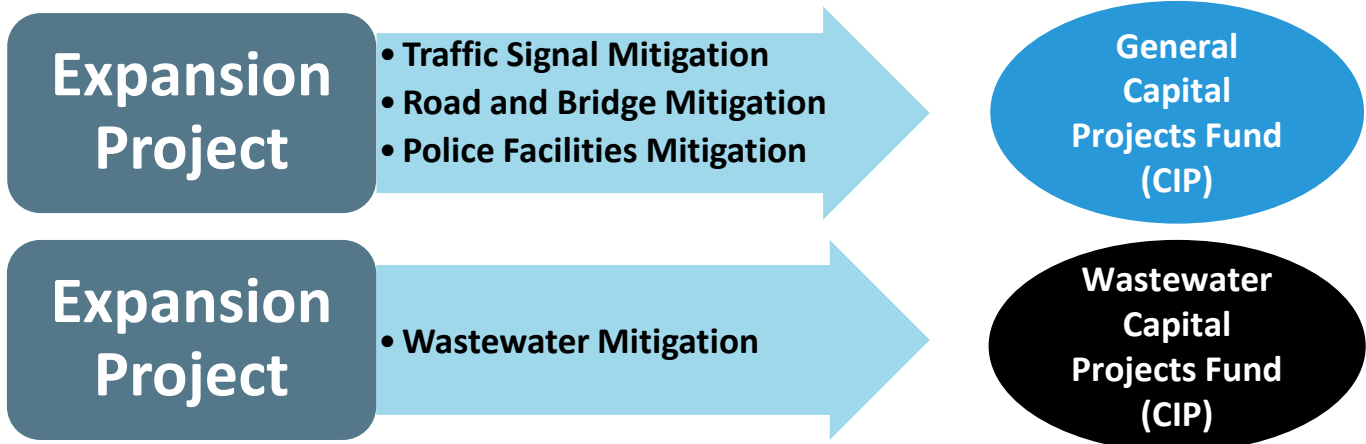 Expansion
Project
• Traffic Signal Mitigation
• Road and Bridge Mitigation
• Police Facilities Mitigation
General
Capital
Projects Fund
(CIP)
Expansion
Project
• Wastewater Mitigation
Wastewater
Capital
Projects Fund
(CIP)